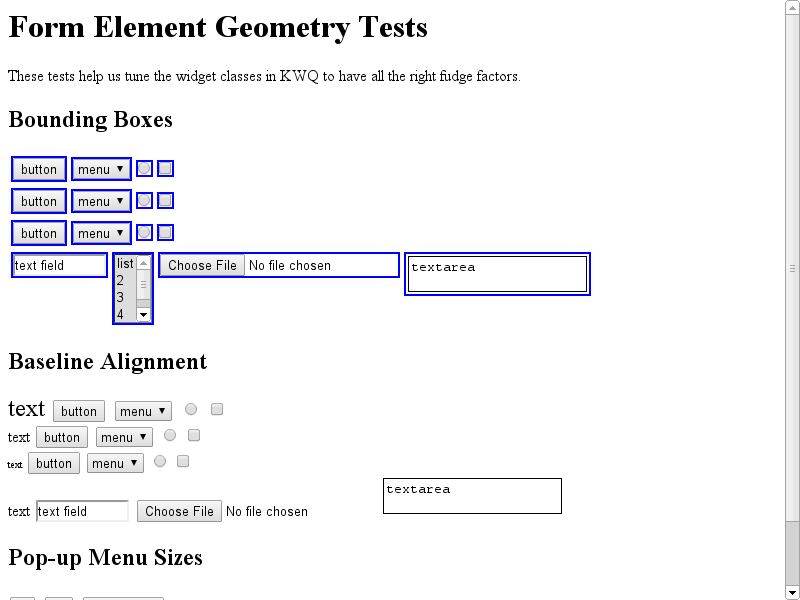 Form Element Geometry Tests
These tests help us tune the widget classes in KWQ to have all the right fudge factors.
Bounding Boxes
button menu
button menu
button menu
text field list Choose File No file chosen textarea
2
3
4
Baseline Alignment
text button menu
text button menu
text button menu
text text field Choose File No file chosen textarea
Pop-up Menu Sizes